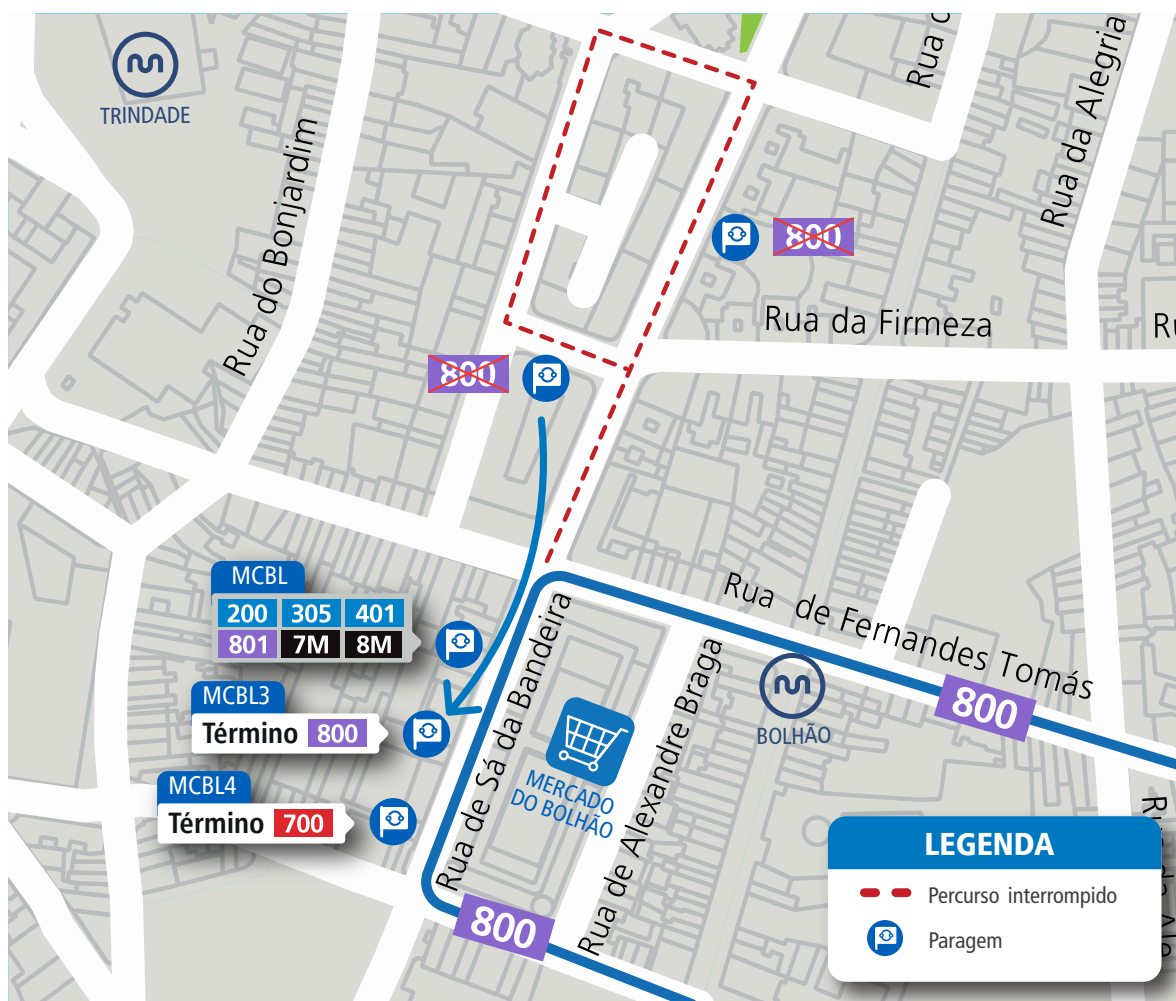 TRINDADE
Rua do Bonjardim
Rua d
Rua da Alegria
800
Rua da Firmeza
800
MCBL
200 305 401
801 7M 8M
MCBL3
Término 800
MCBL4
Término 700
Rua de Sá da Bandeira
MERCADO
DO BOLHÃO
Rua de Alexandre Braga
Rua de Fernandes Tomás
BOLHÃO
800
800
LEGENDA
Percurso interrompido
Paragem